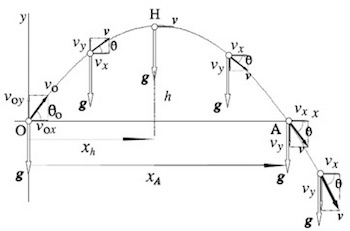 y
H
v
v
v_y
θ
v_x
g
g
v_x
v_y
θ
v
g
h
v_o
v_oy
θ_o
O
v_ox
A
v_x
x
v_y
θ
v
x_h
x_A
g
g
v_x
v_y
θ
v
g